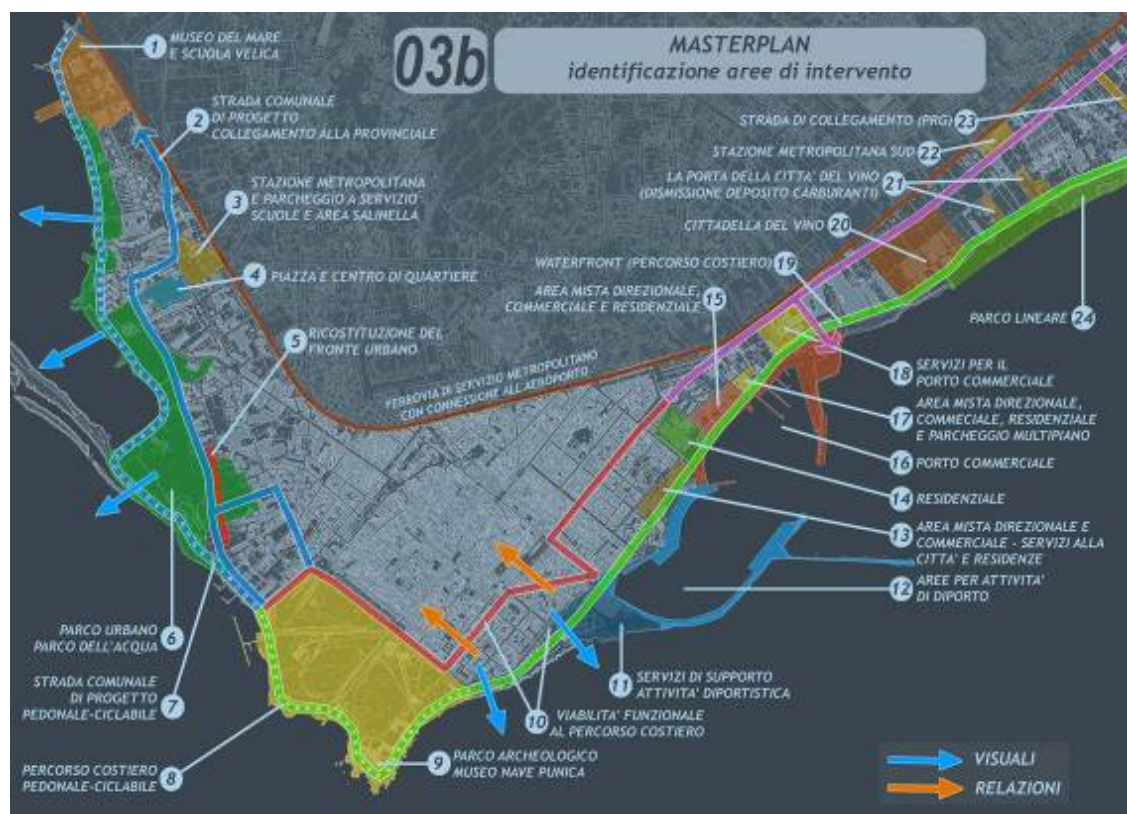 03b
MASTERPLAN
identificazione aree di intervento
1 MUSEO DEL MARE
E SCUOLA VELICA
2 STRADA COMUNALE
DI PROGETTO
COLLEGAMENTO ALLA PROVINCIALE
3 STAZIONE METROPOLITANA
E PARCHEGGIO A SERVIZIO
SCUOLE E AREA SALINELLA
4 PIAZZA E CENTRO DI QUARTIERE
5 RICOSTITUZIONE DEL
FRONTE URBANO
FERROVIA DI SERVIZIO METROPOLITANO
CON CONNESSIONE ALL'AEROPORTO
PARCO URBANO
PARCO DELL'ACQUA 6
STRADA COMUNALE
DI PROGETTO
PEDONALE-CICLABILE 7
PERCORSO COSTIERO
PEDONALE-CICLABILE 8
9 PARCO ARCHEOLOGICO
MUSEO NAVE PUNICA
10 VIABILITA' FUNZIONALE
AL PERCORSO COSTIERO
11 SERVIZI DI SUPPORTO
ATTIVITA' DIPORTISTICA
12 AREE PER ATTIVITA'
DI DIPORTO
13 AREA MISTA DIREZIONALE E
COMMERCIALE - SERVIZI ALLA
CITTA' E RESIDENZE
14 RESIDENZIALE
16 PORTO COMMERCIALE
17 AREA MISTA DIREZIONALE,
COMMECIALE, RESIDENZIALE
E PARCHEGGIO MULTIPIANO
18 SERVIZI PER IL
PORTO COMMERCIALE
AREA MISTA DIREZIONALE, 15
COMMERCIALE E RESIDENZIALE
WATERFRONT (PERCORSO COSTIERO) 19
CITTADELLA DEL VINO 20
LA PORTA DELLA CITTA' DEL VINO 21
(DISMISSIONE DEPOSITO CARBURANTI)
STAZIONE METROPOLITANA SUD 22
STRADA DI COLLEGAMENTO (PRG) 23
PARCO LINEARE 24
VISUALI
RELAZIONI